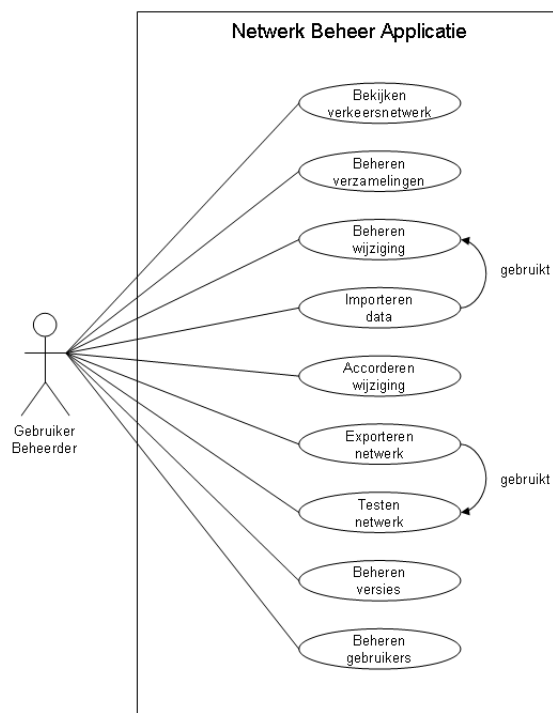 Netwerk Beheer Applicatie
Bekijken
verkeersnetwerk
Beheren
verzamelingen
Beheren
wijziging
gebruikt
Importeren
data
Accorderen
wijziging
Gebruiker
Beheerder
Exporteren
netwerk
gebruikt
Testen
netwerk
Beheren
versies
Beheren
gebruikers